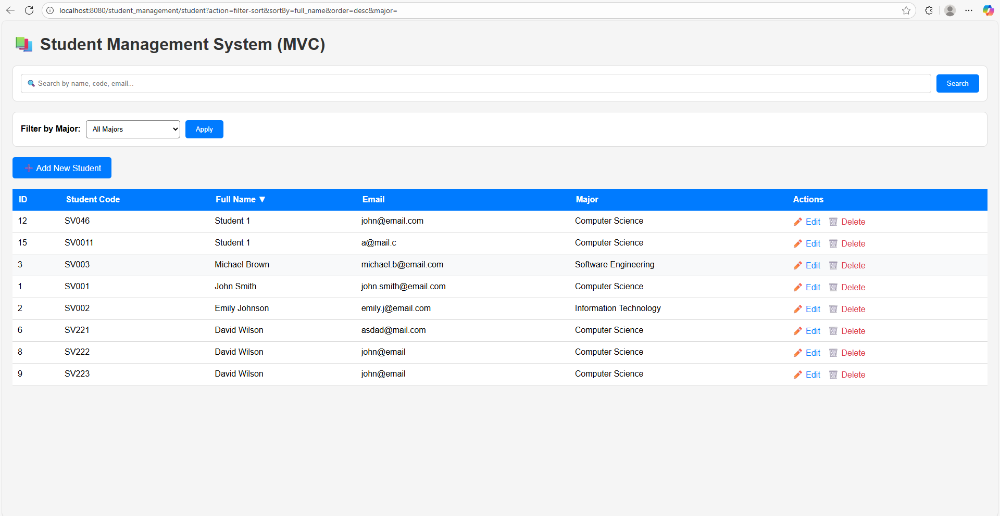 localhost:8080/student_management/student?action=filter-sort&sortBy=full_name&order=desc&major=
Student Management System (MVC)
Search by name, code, email...
Search
Filter by Major: All Majors Apply
Add New Student
ID Student Code Full Name ▼ Email Major Actions
12 SV046 Student 1 john@email.com Computer Science Edit Delete
15 SV0011 Student 1 a@mail.c Computer Science Edit Delete
3 SV003 Michael Brown michael.b@email.com Software Engineering Edit Delete
1 SV001 John Smith john.smith@email.com Computer Science Edit Delete
2 SV002 Emily Johnson emily.j@email.com Information Technology Edit Delete
6 SV221 David Wilson asdad@mail.com Computer Science Edit Delete
8 SV222 David Wilson john@email Computer Science Edit Delete
9 SV223 David Wilson john@email Computer Science Edit Delete